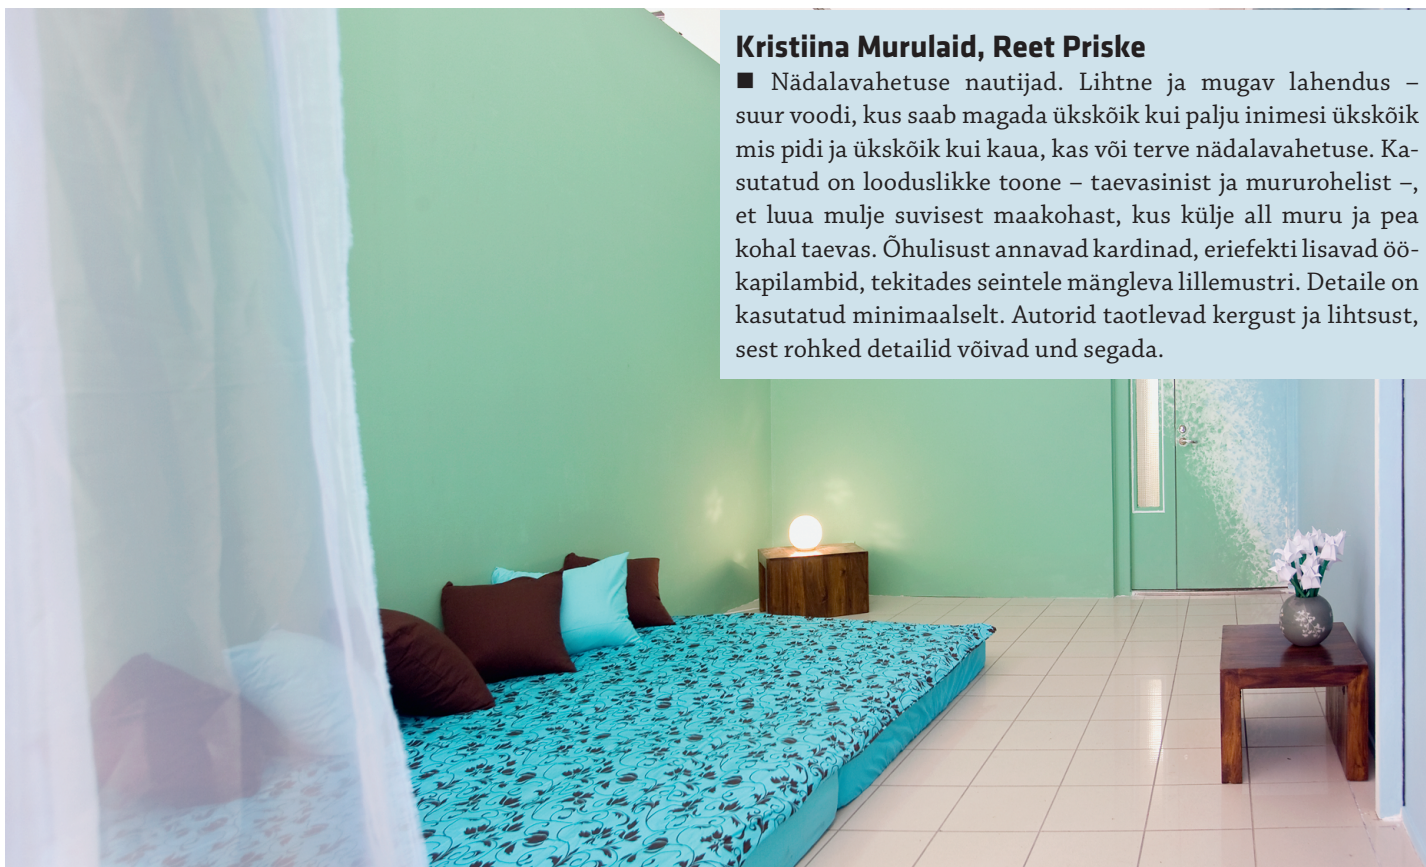 Kristiina Murulaid, Reet Priske
■ Nädalavahetuse nautijad. Lihtne ja mugav lahendus –
suur voodi, kus saab magada ükskõik kui palju inimesi ükskõik
mis pidi ja ükskõik kui kaua, kas või terve nädalavahetuse. Ka-
sutatud on looduslikke toone – taevasinist ja mururohelist –,
et luua mulje suvisest maakohast, kus külje all muru ja pea
kohal taevas. Õhulisust annavad kardinad, eriefekti lisavad öö-
kapilambid, tekitades seintele mängleva lillemustri. Detaile on
kasutatud minimaalselt. Autorid taotlevad kergust ja lihtsust,
sest rohked detailid võivad und segada.